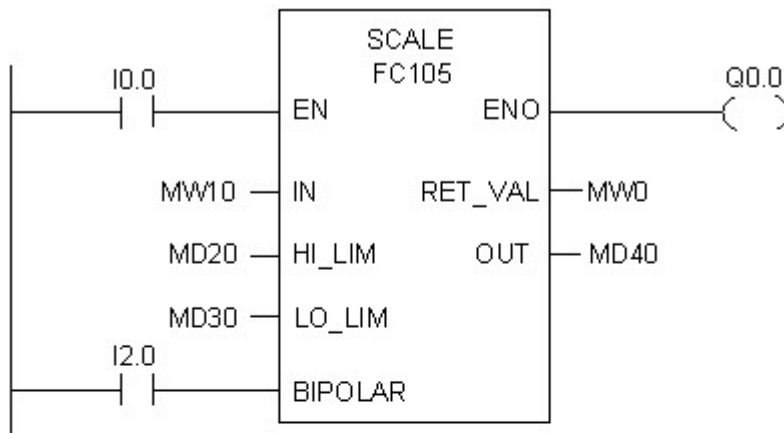 SCALE
FC105
I0.0
Q0.0
EN ENO
MW10 IN RET_VAL MW0
MD20 HI_LIM OUT MD40
MD30 LO_LIM
I2.0
BIPOLAR